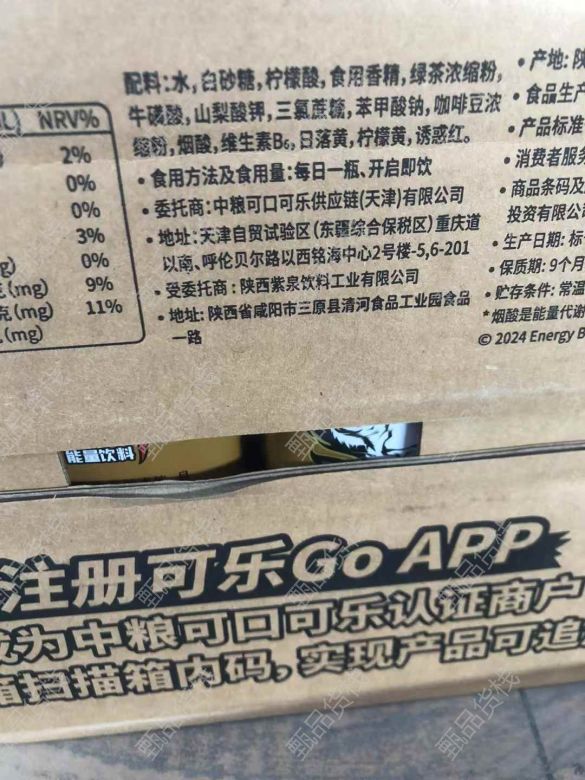 配料:水,白砂糖,柠檬酸,食用香精,绿茶浓缩粉,
牛磺酸,山梨酸钾,三氯蔗糖,苯甲酸钠,咖啡豆浓
缩粉,烟酸,维生素B₆,日落黄,柠檬黄,诱惑红。
• 食用方法及食用量:每日一瓶、开启即饮
• 委托商:中粮可口可乐供应链(天津)有限公司
• 地址:天津自贸试验区(东疆综合保税区)重庆道
以南、呼伦贝尔路以西铭海中心2号楼-5,6-201
• 受委托商:陕西紫泉饮料工业有限公司
• 地址:陕西省咸阳市三原县清河食品工业园食品
一路
NRV%
2%
0%
0%
3%
0%
(mg) 9%
克(mg) 11%
(mg)
• 产地:陕
• 食品生产
• 产品标准
• 消费者服务
• 商品条码及
投资有限公
• 生产日期:标
• 保质期:9个月
• 贮存条件:常温
*烟酸是能量代谢
© 2024 Energy B
能量饮料
注册可乐Go APP
成为中粮可口可乐认证商户
箱扫描箱内码,实现产品可追
甄品货栈